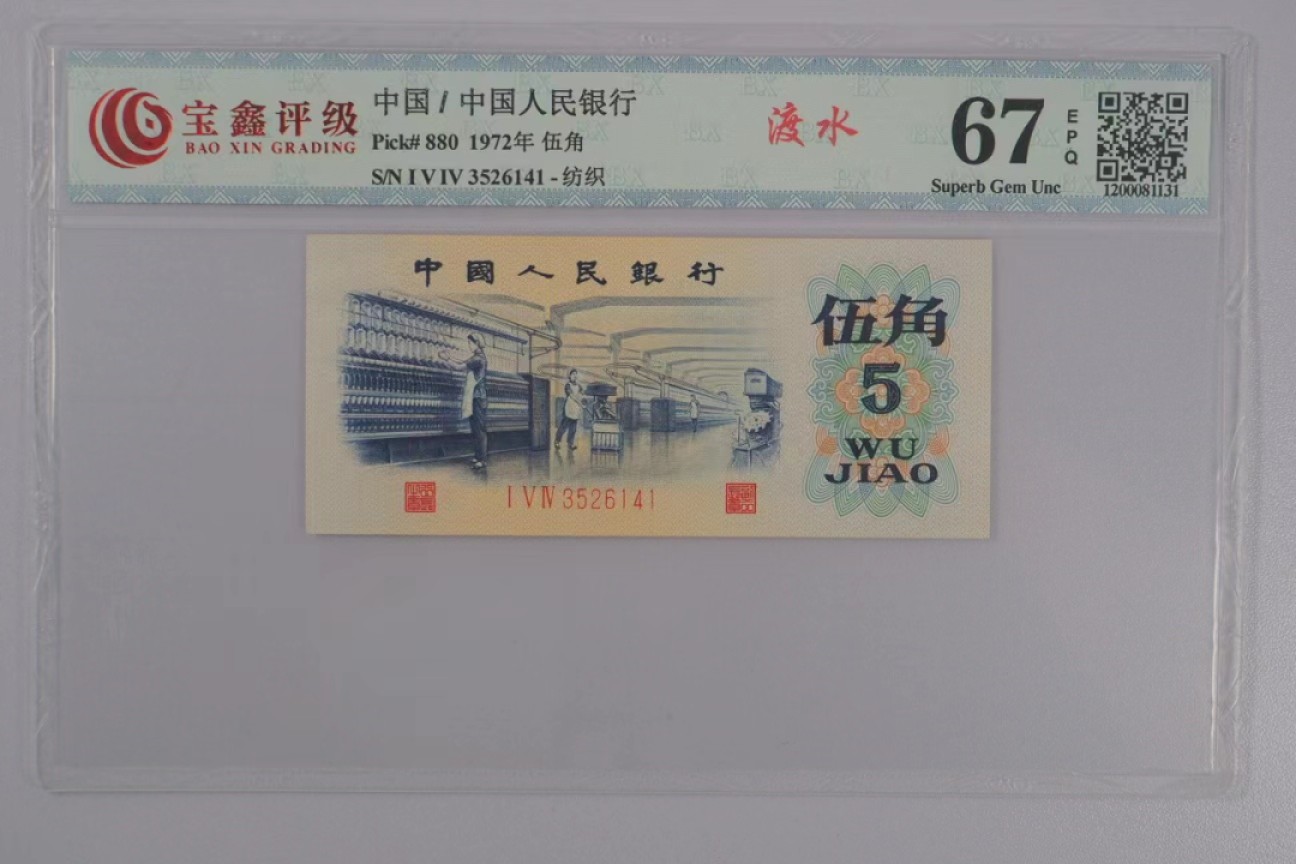 宝鑫评级
BAO XIN GRADING
中国 / 中国人民银行
Pick# 880 1972年 伍角
S/N I V IV 3526141 - 纺织
渡水
67
EPQ
Superb Gem Unc
1200081131
中國人民銀行
伍角
5
WU
JIAO
I V IV 3526141